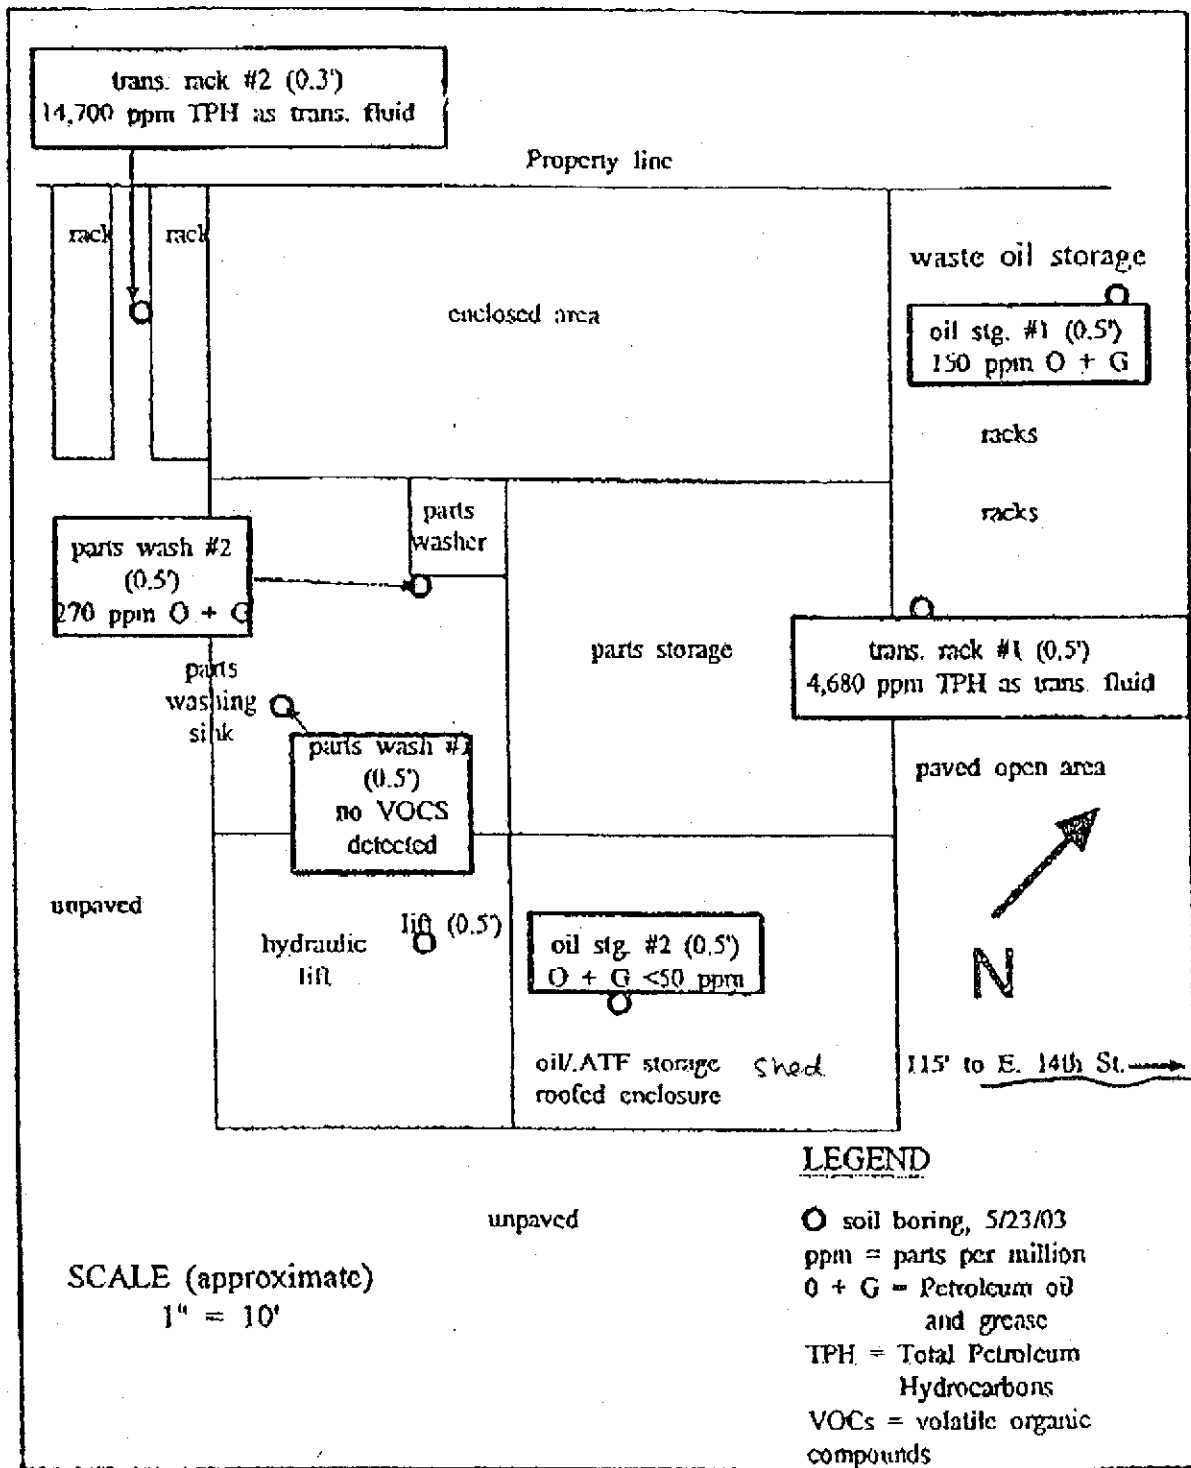 trans. rack #2 (0.3')
14,700 ppm TPH as trans. fluid
Property line
rack
rack
enclosed area
waste oil storage
oil stg. #1 (0.5')
150 ppm O + G
racks
racks
parts
washer
parts wash #2
(0.5')
270 ppm O + G
parts storage
trans. rack #1 (0.5')
4,680 ppm TPH as trans. fluid
parts
washing
sink
parts wash #1
(0.5')
no VOCS
detected
paved open area
unpaved
hydraulic
lift
lift (0.5')
oil stg. #2 (0.5')
O + G <50 ppm
N
oil/.ATF storage shed
roofed enclosure
115' to E. 14th St.
LEGEND
soil boring, 5/23/03
ppm = parts per million
0 + G = Petroleum oil
and grease
TPH = Total Petroleum
Hydrocarbons
VOCs = volatile organic
compounds
unpaved
SCALE (approximate)
1" = 10'